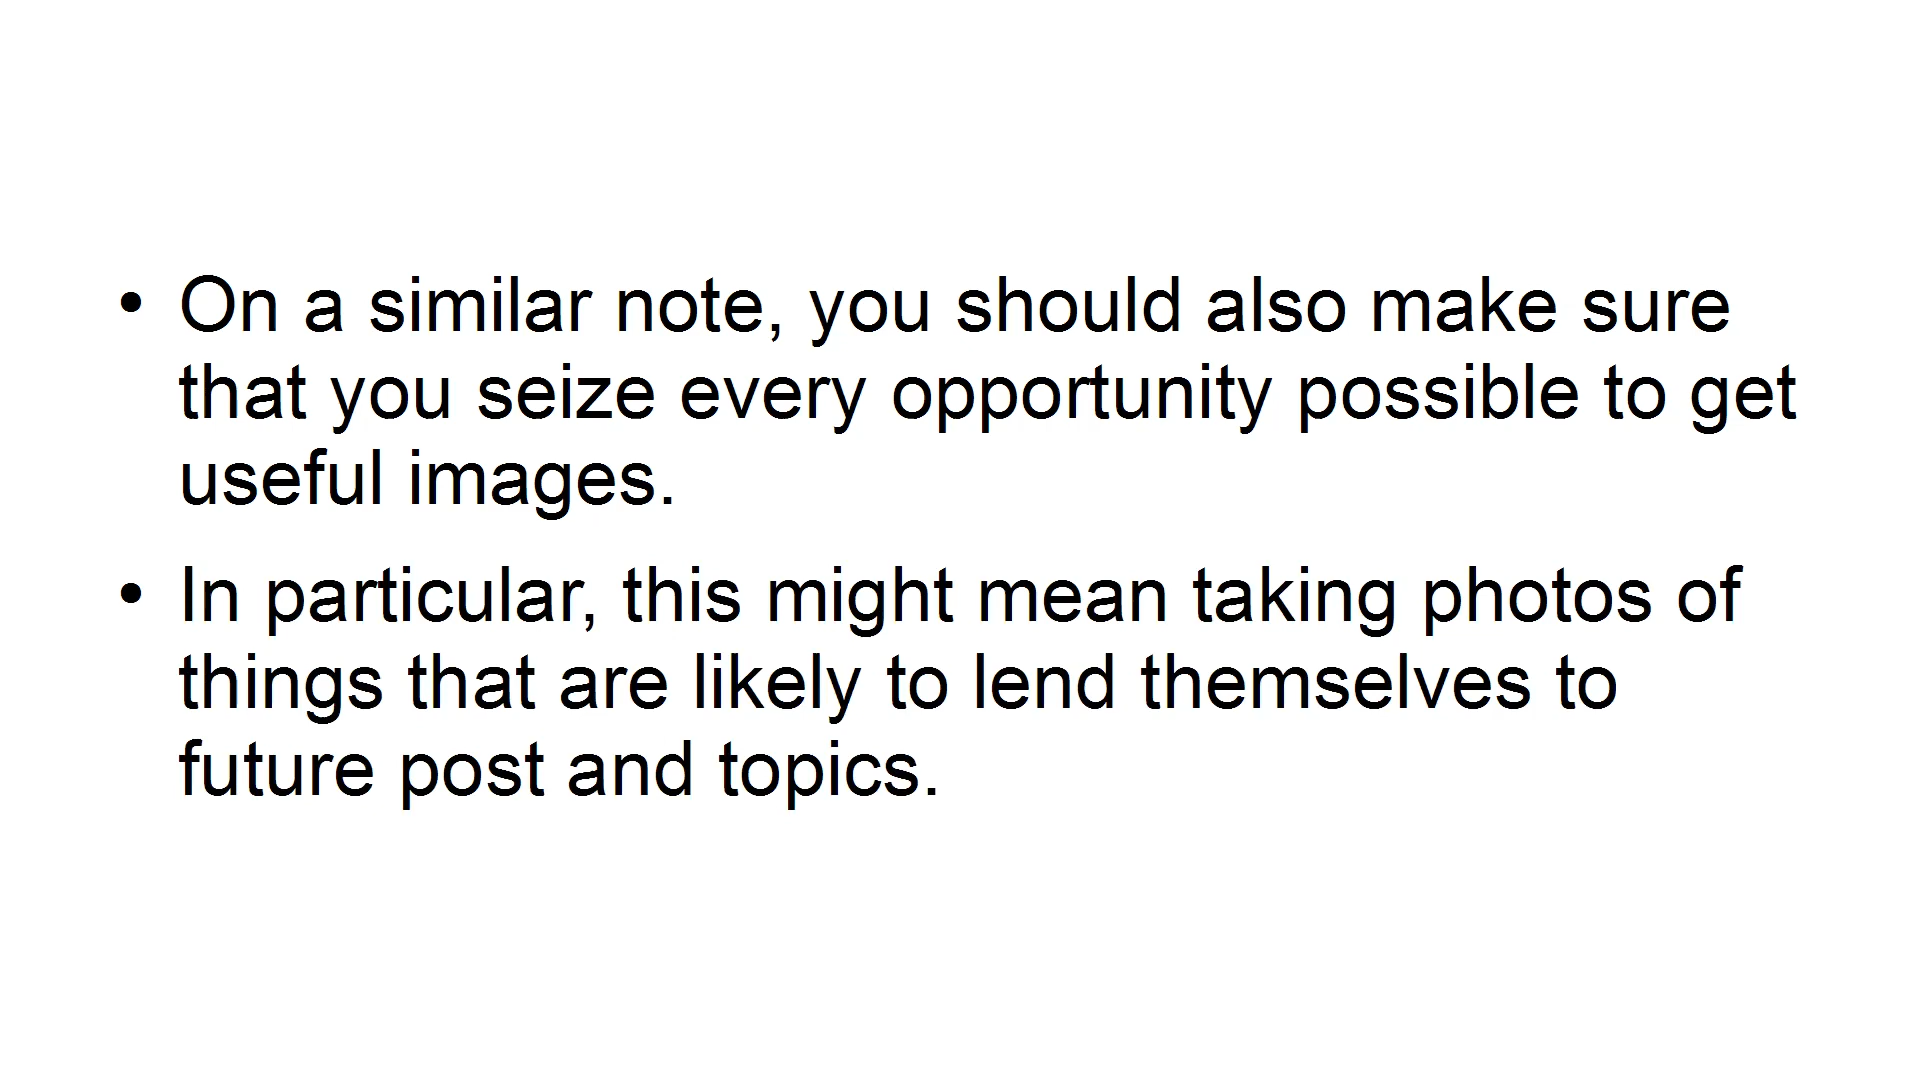 • On a similar note, you should also make sure
that you seize every opportunity possible to get
useful images.
• In particular, this might mean taking photos of
things that are likely to lend themselves to
future post and topics.